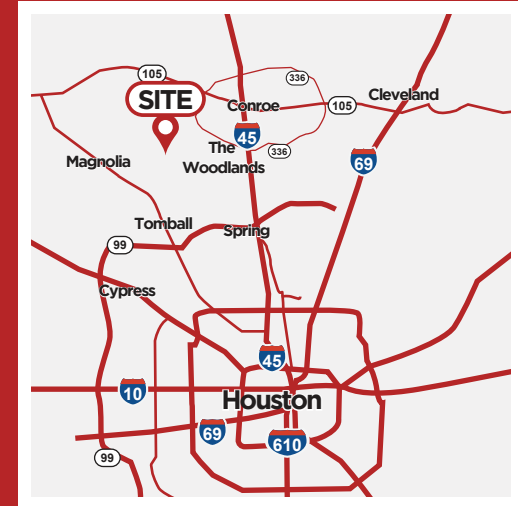 336
105
SITE
Conroe
105
Cleveland
45
The
Woodlands
336
69
Magnolia
Tomball
Spring
99
Cypress
45
10
Houston
69
610
99